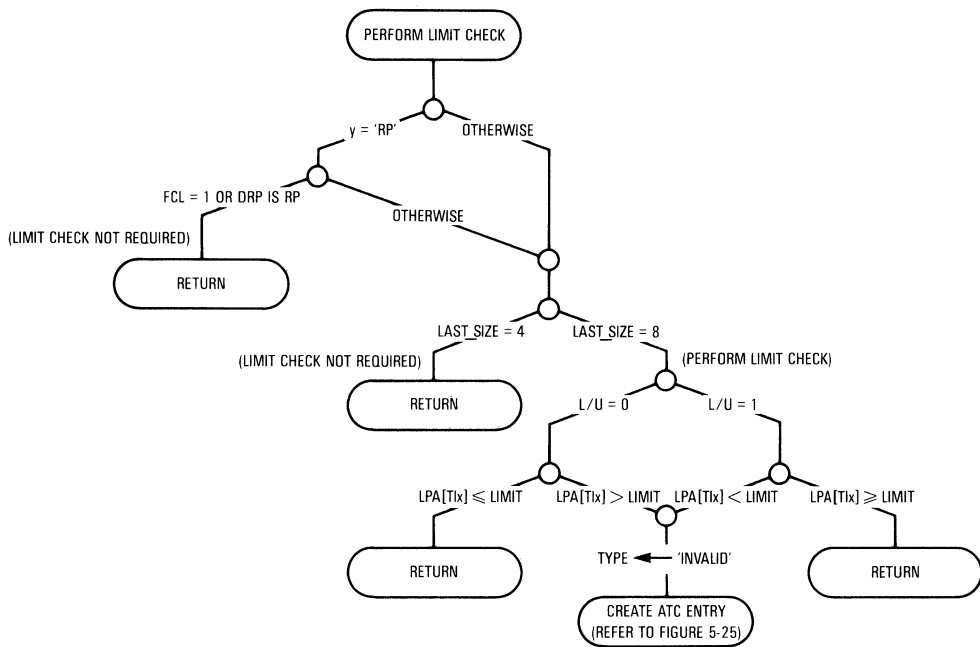 PERFORM LIMIT CHECK
y = 'RP'
OTHERWISE
FCL = 1 OR DRP IS RP
OTHERWISE
(LIMIT CHECK NOT REQUIRED)
RETURN
LAST_SIZE = 4
LAST_SIZE = 8
(LIMIT CHECK NOT REQUIRED)
(PERFORM LIMIT CHECK)
RETURN
L/U = 0
L/U = 1
LPA[TIx] ⩽ LIMIT
LPA[TIx] > LIMIT
LPA[TIx] < LIMIT
LPA[TIx] ⩾ LIMIT
RETURN
TYPE ← 'INVALID'
RETURN
CREATE ATC ENTRY
(REFER TO FIGURE 5-25)